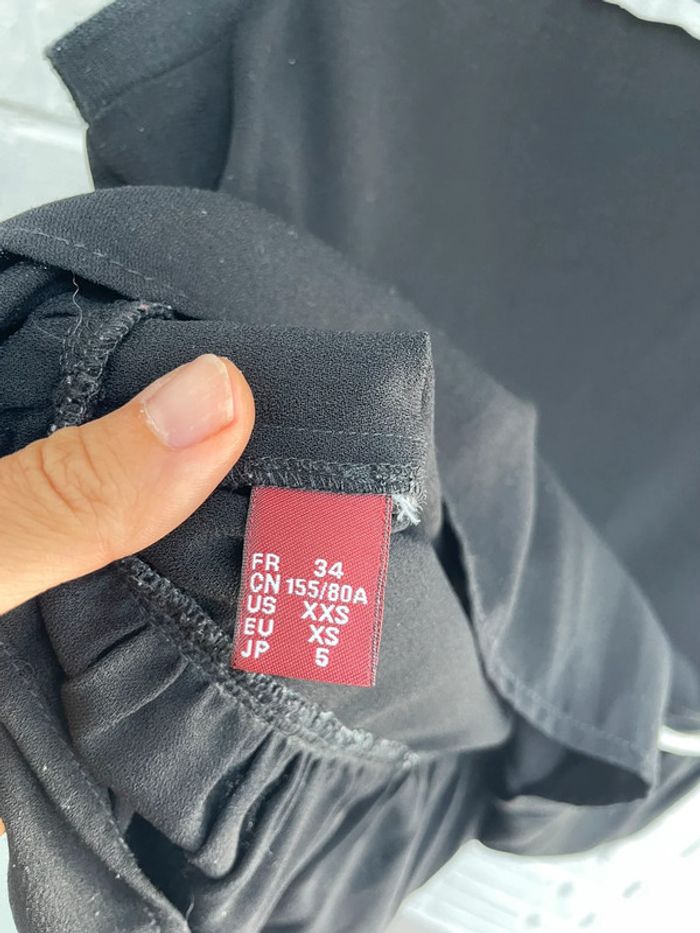 FR 34
CN 155/80A
US XXS
EU XS
JP 5